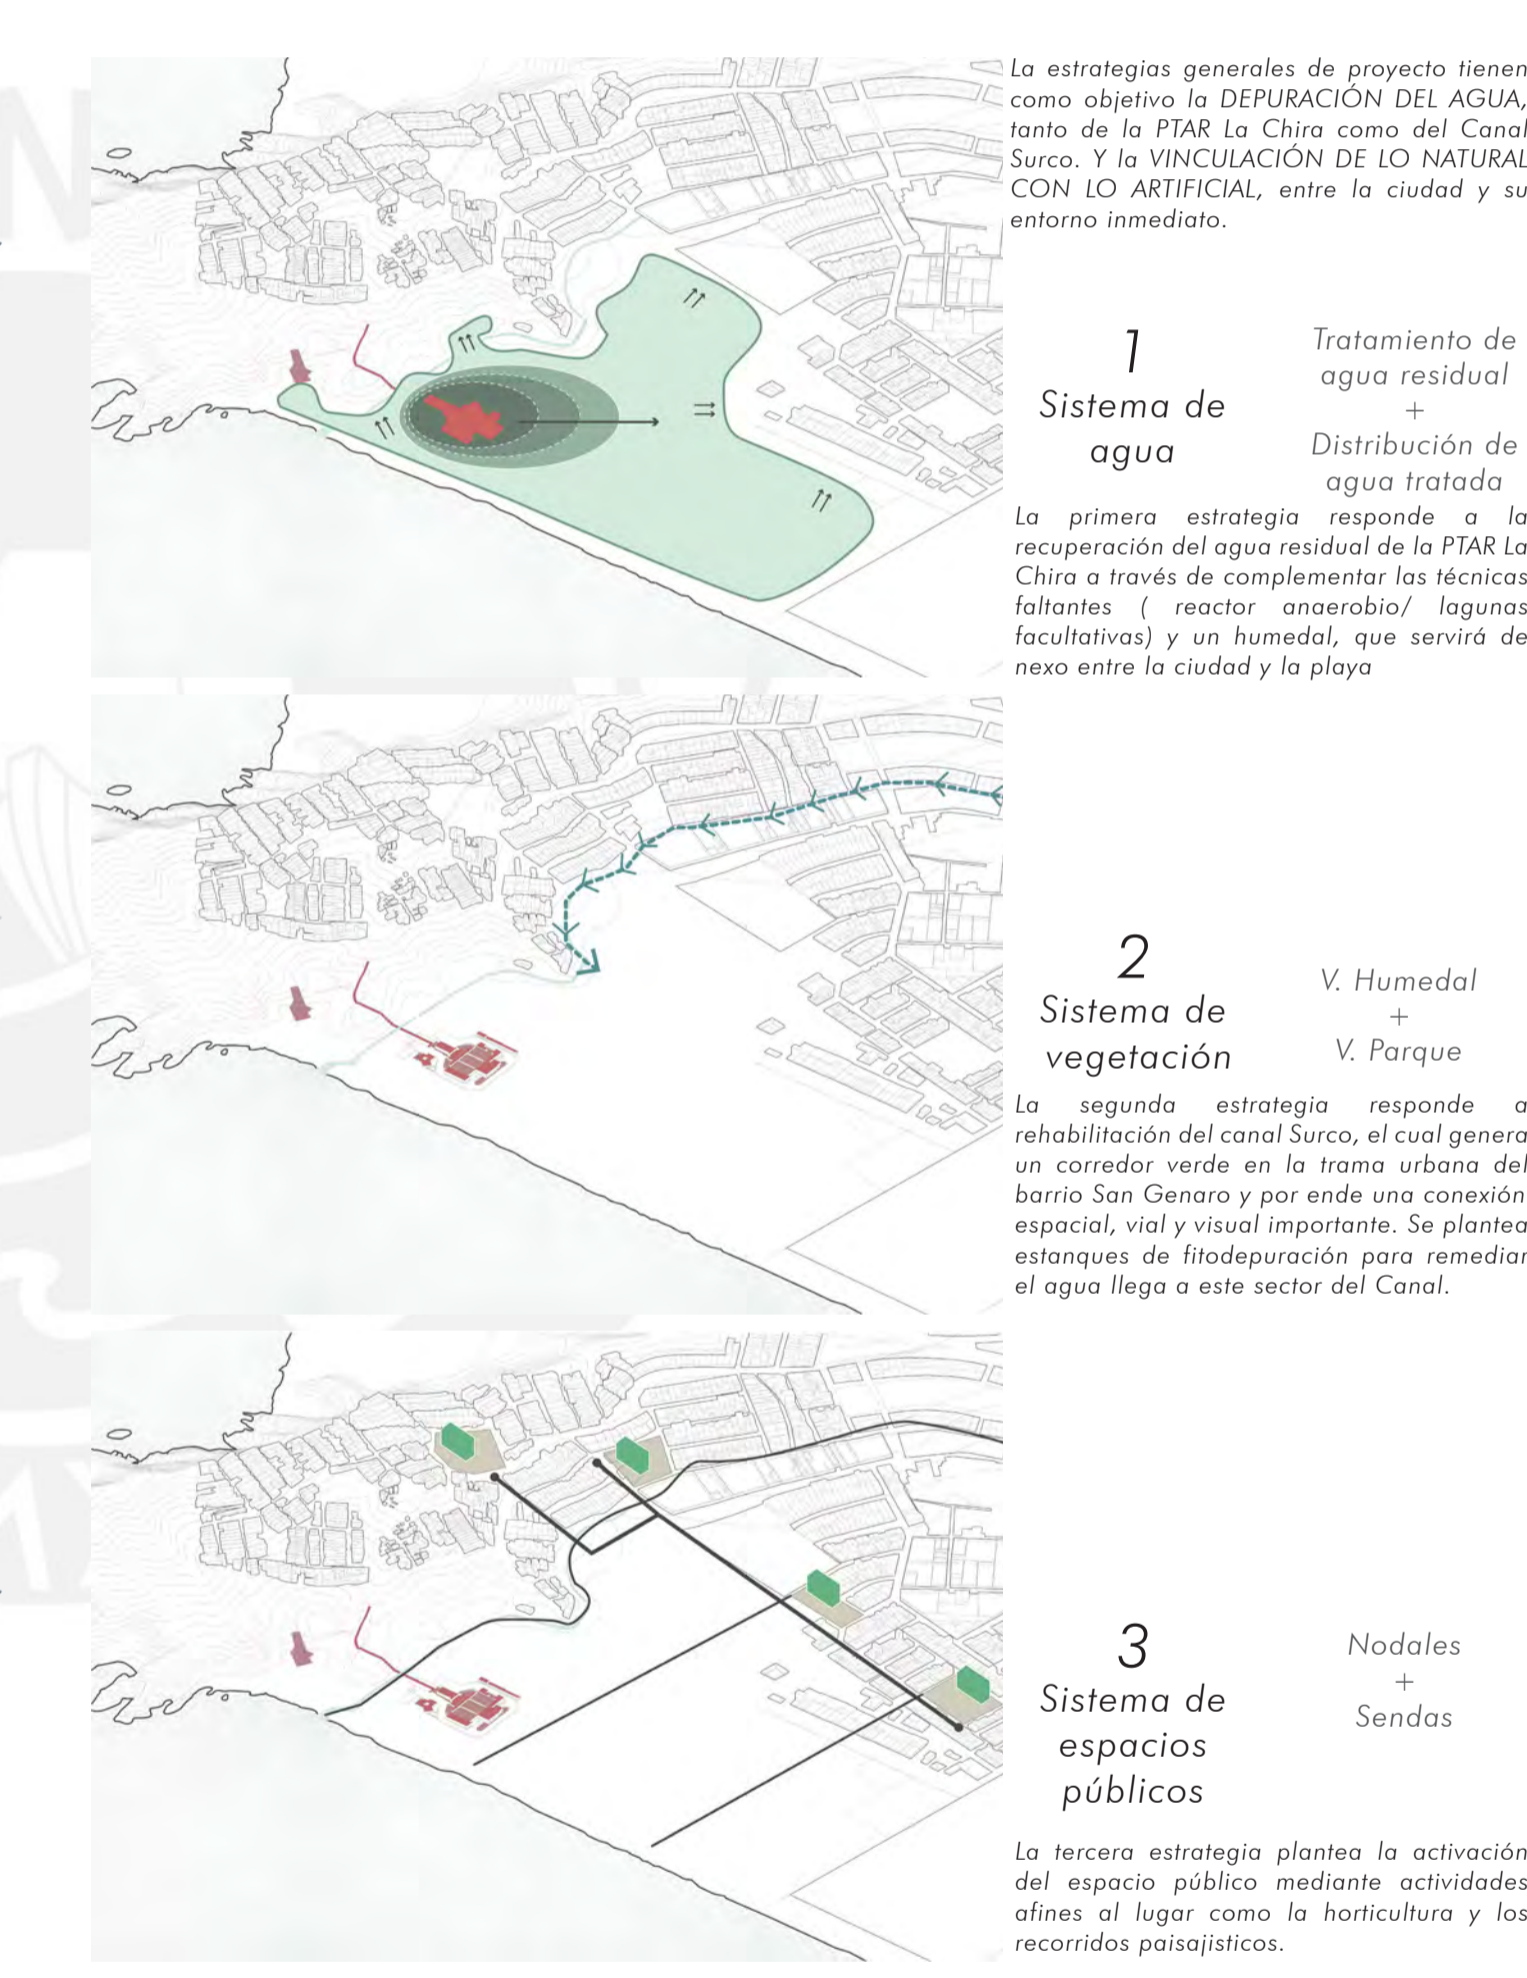 La estrategias generales de proyecto tienen
como objetivo la DEPURACIÓN DEL AGUA,
tanto de la PTAR La Chira como del Canal
Surco. Y la VINCULACIÓN DE LO NATURAL
CON LO ARTIFICIAL, entre la ciudad y su
entorno inmediato.
1
Sistema de
agua
Tratamiento de
agua residual
+
Distribución de
agua tratada
La primera estrategia responde a la
recuperación del agua residual de la PTAR La
Chira a través de complementar las técnicas
faltantes ( reactor anaerobio/ lagunas
facultativas) y un humedal, que servirá de
nexo entre la ciudad y la playa
2
Sistema de
vegetación
V. Humedal
+
V. Parque
La segunda estrategia responde a
rehabilitación del canal Surco, el cual genera
un corredor verde en la trama urbana del
barrio San Genaro y por ende una conexión
espacial, vial y visual importante. Se plantea
estanques de fitodepuración para remediar
el agua llega a este sector del Canal.
3
Sistema de
espacios
públicos
Nodales
+
Sendas
La tercera estrategia plantea la activación
del espacio público mediante actividades
afines al lugar como la horticultura y los
recorridos paisajisticos.